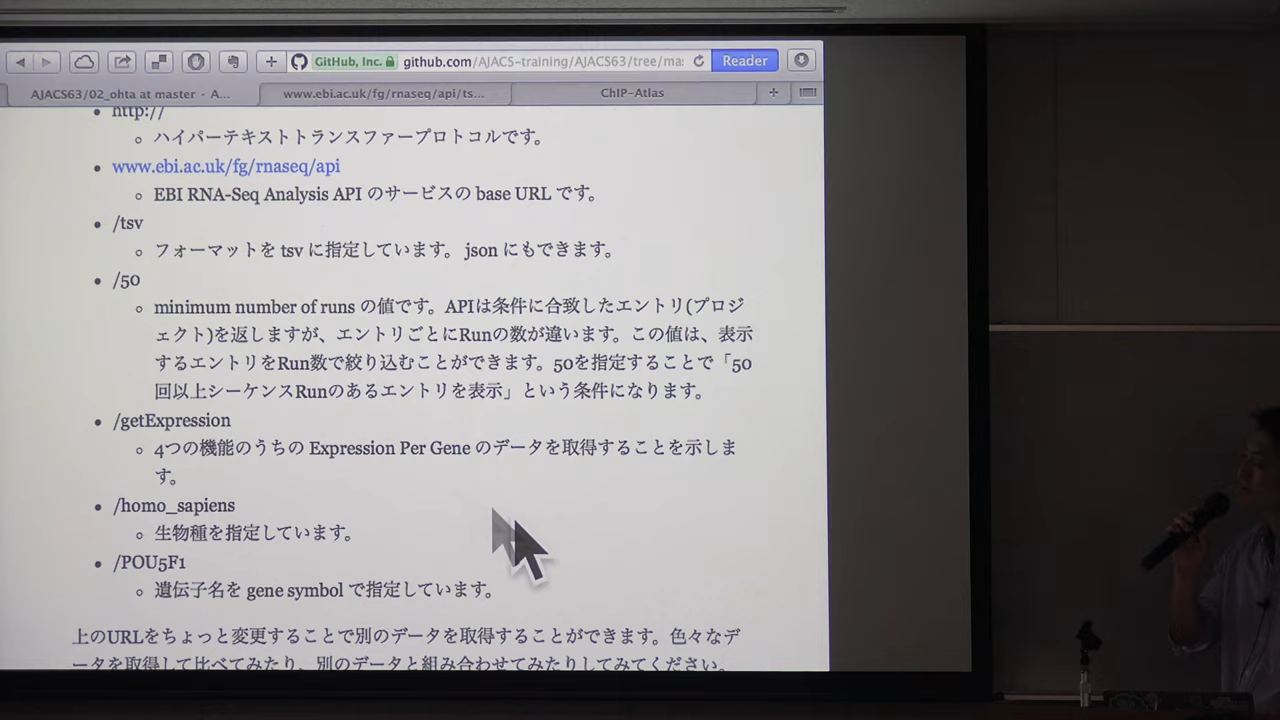 GitHub, Inc. github.com/AJACS-training/AJACS63/tree/ma Reader
AJACS63/02_ohta at master · A... www.ebi.ac.uk/fg/rnaseq/api/ts... ChIP-Atlas
http://
ハイパーテキストトランスファープロトコルです。
www.ebi.ac.uk/fg/rnaseq/api
EBI RNA-Seq Analysis API のサービスの base URL です。
/tsv
フォーマットを tsv に指定しています。 json にもできます。
/50
minimum number of runs の値です。APIは条件に合致したエントリ(プロジ
ェクト)を返しますが、エントリごとにRunの数が違います。この値は、表示
するエントリをRun数で絞り込むことができます。50を指定することで「50
回以上シーケンスRunのあるエントリを表示」という条件になります。
/getExpression
4つの機能のうちの Expression Per Gene のデータを取得することを示しま
す。
/homo_sapiens
生物種を指定しています。
/POU5F1
遺伝子名を gene symbol で指定しています。
上のURLをちょっと変更することで別のデータを取得することができます。色々なデ
ータを取得して比べてみたり、別のデータと組み合わせてみたりしてみてください。